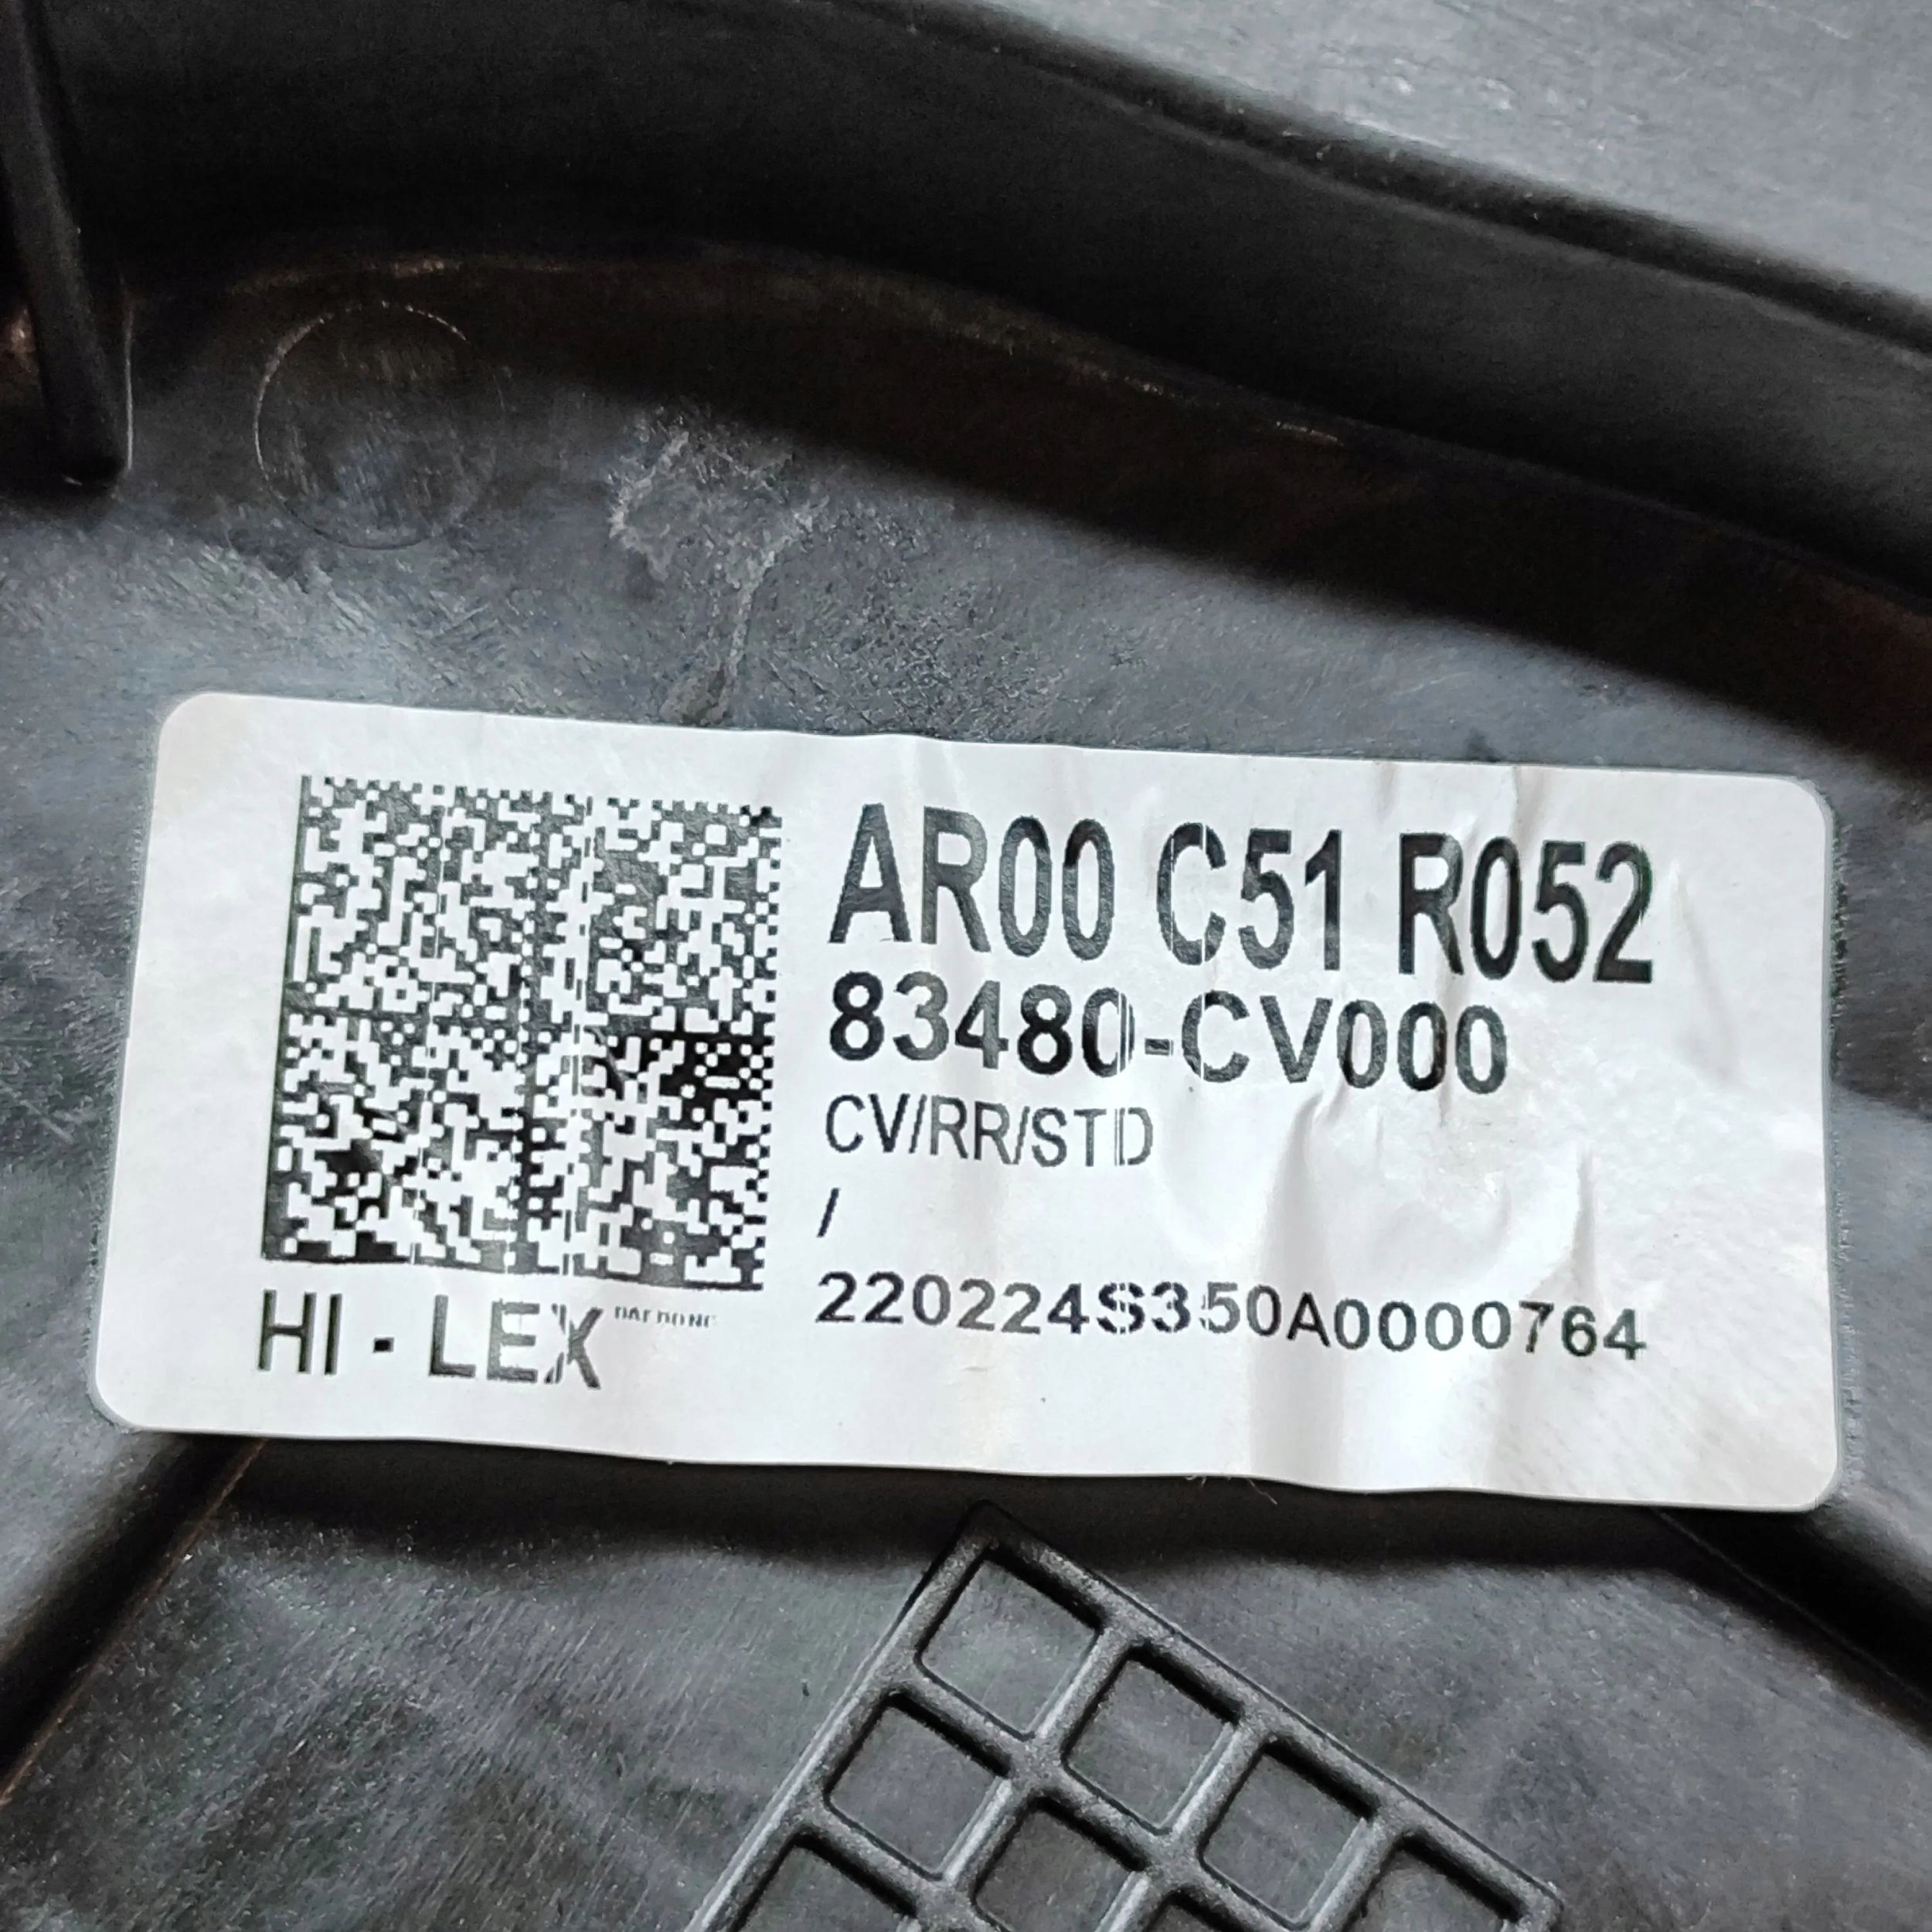 AR00 C51 R052
83480-CV000
CV/RR/STD
/
220224S350A0000764
HI - LEX